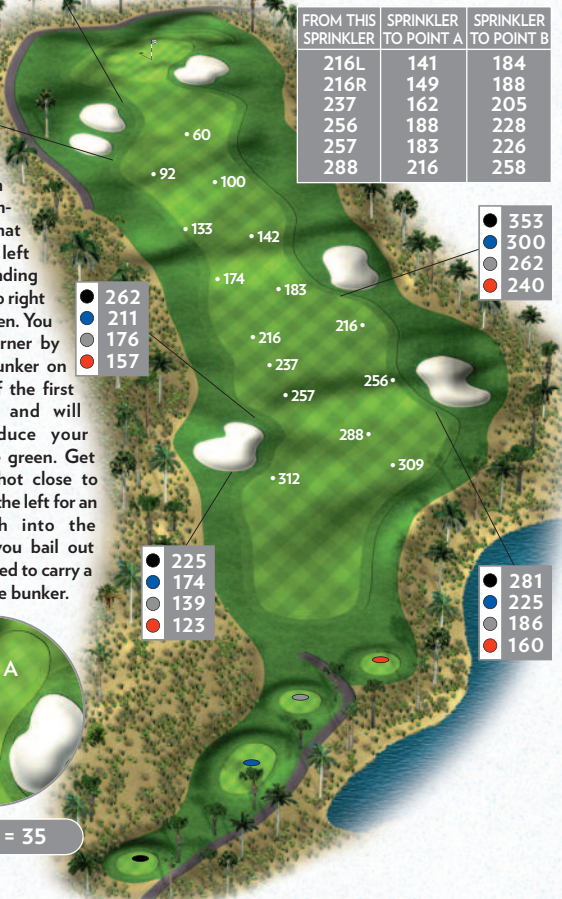 FROM THIS SPRINKLER TO POINT A SPRINKLER TO POINT B
SPRINKLER
216L 141 184
216R 149 188
237 162 205
256 188 228
257 183 226
288 216 258
60
92
100
133
142
174
183
216
216
237
256
257
288
309
312
353
300
262
240
262
211
176
157
225
174
139
123
281
225
186
160
hat
left
nding
right
en. You
rner by
unker on
f the first
and will
duce your
green. Get
hot close to
the left for an
h into the
you bail out
ed to carry a
e bunker.
A
= 35